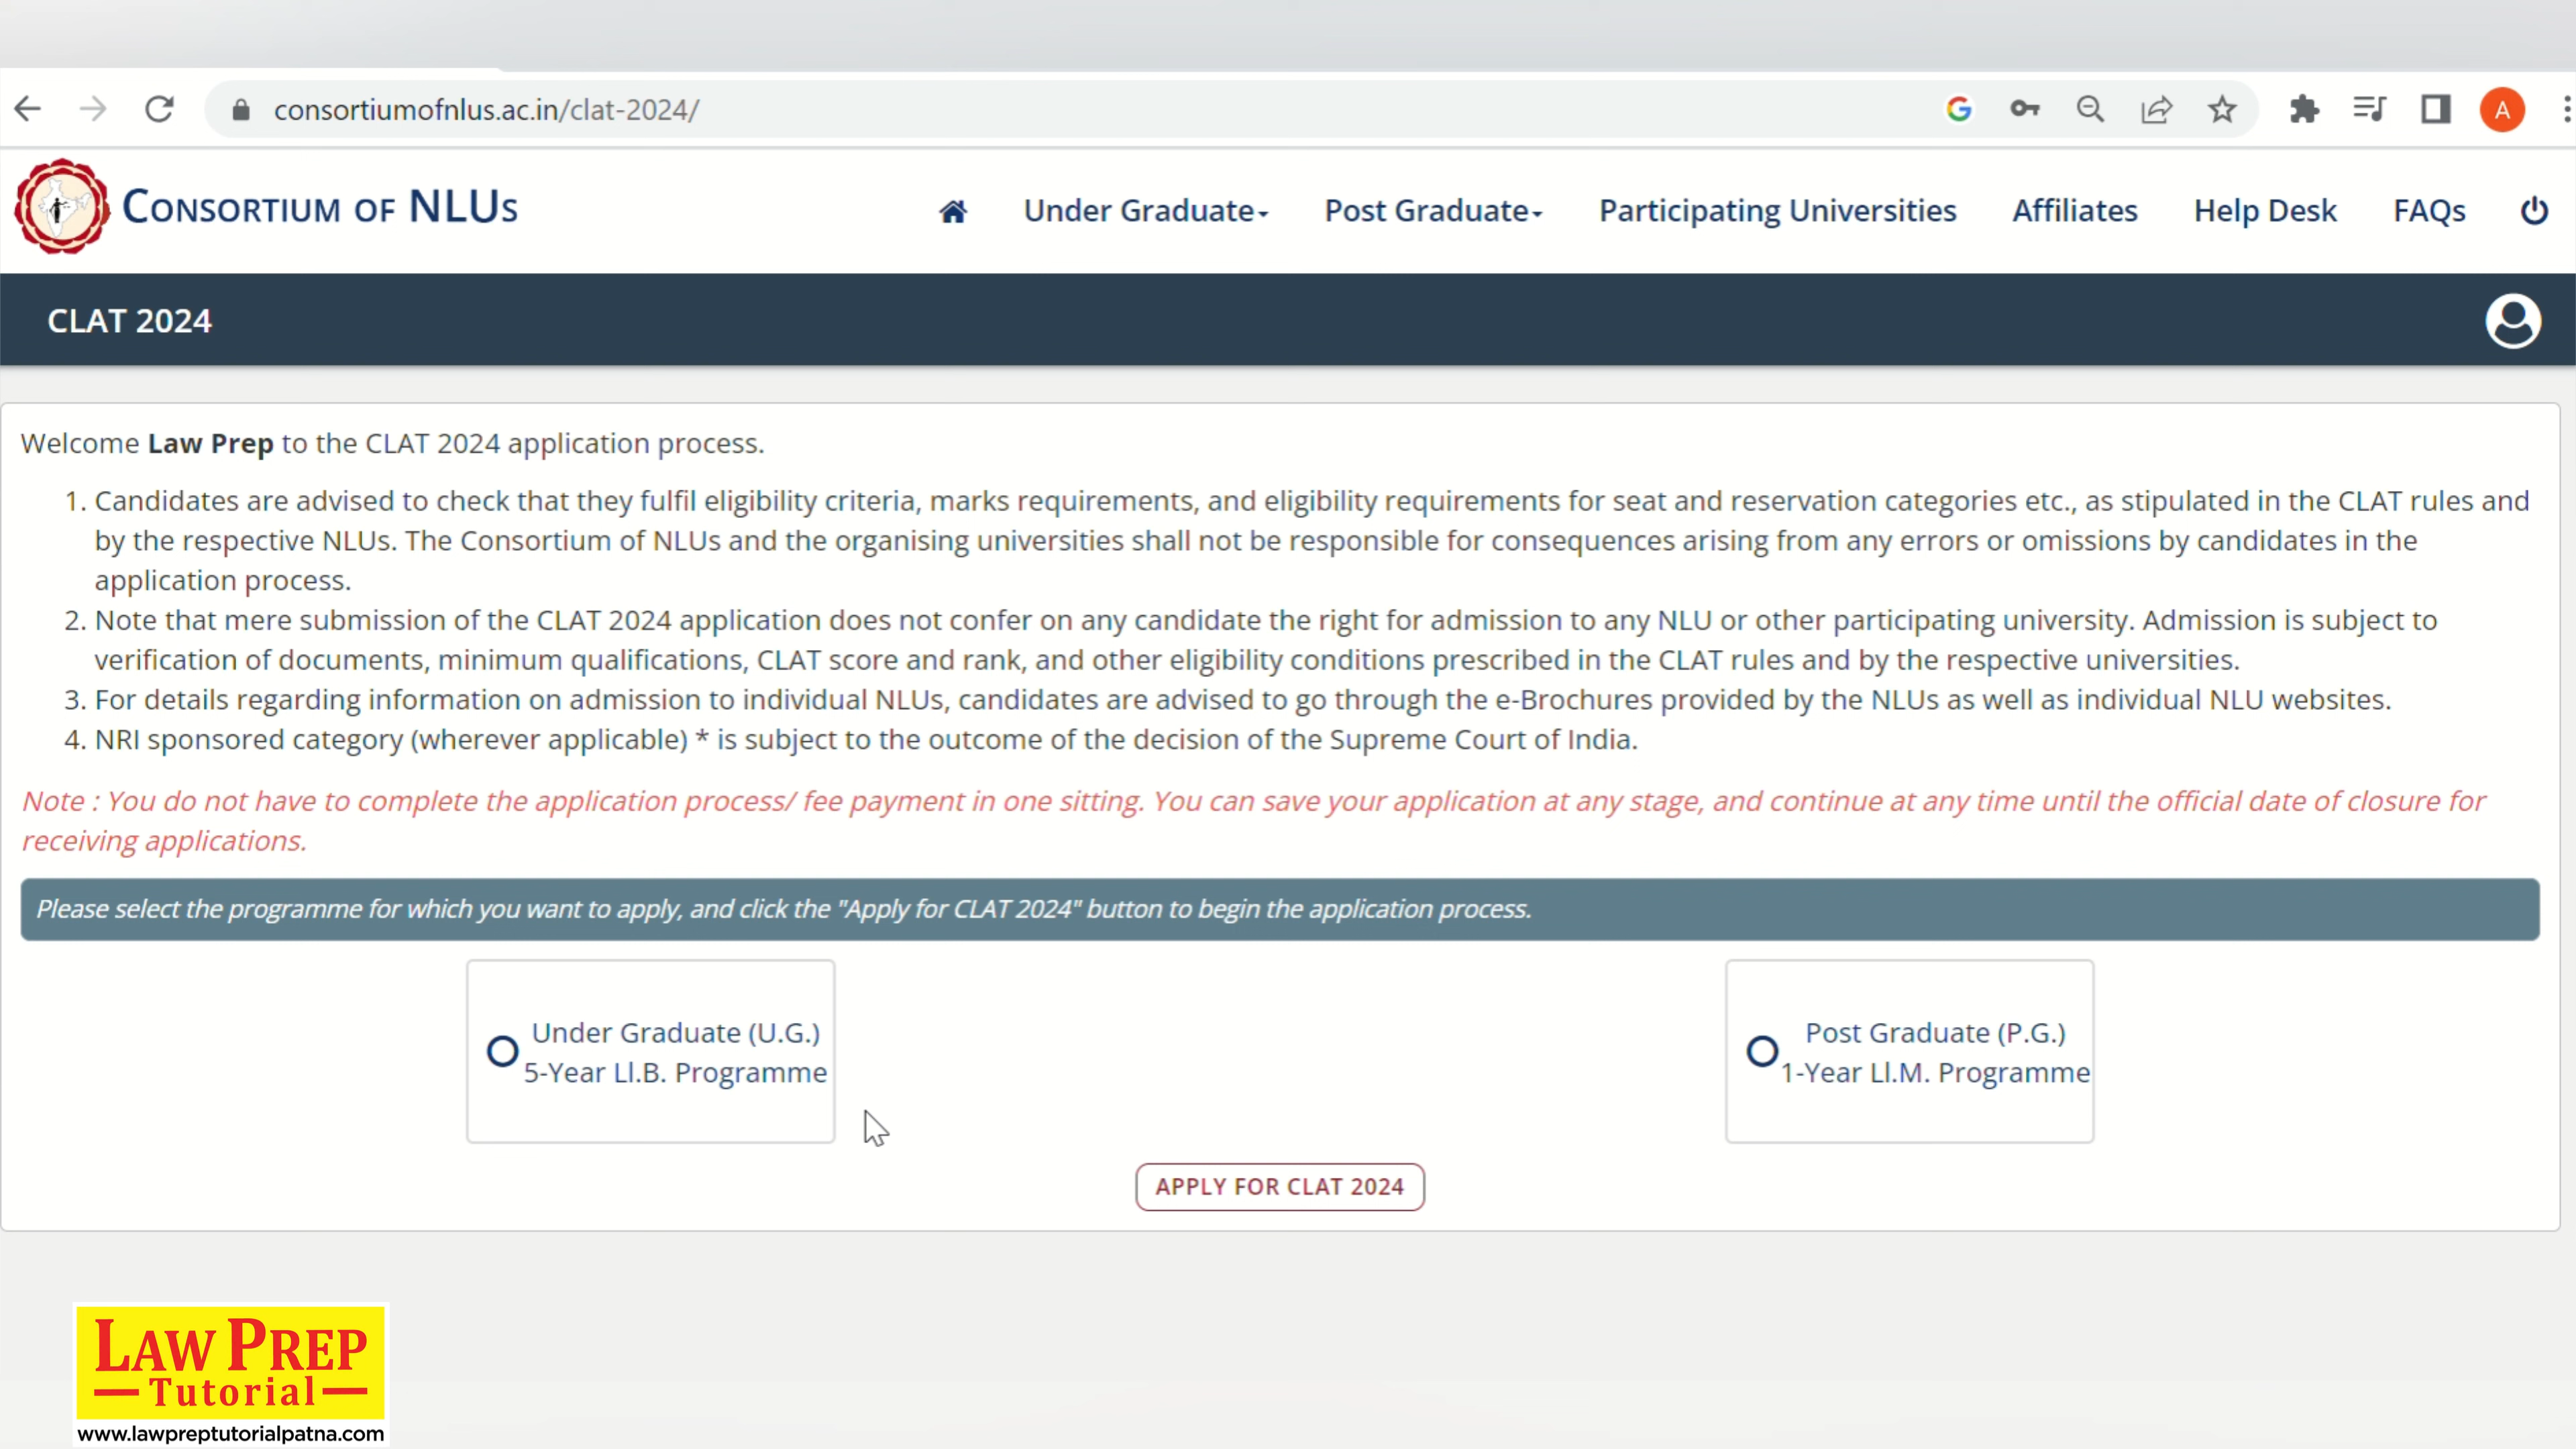 consortiumofnlus.ac.in/clat-2024/
A
CONSORTIUM OF NLUS
Under Graduate
Post Graduate
Participating Universities
Affiliates
Help Desk
FAQs
CLAT 2024
Welcome Law Prep to the CLAT 2024 application process.
1. Candidates are advised to check that they fulfil eligibility criteria, marks requirements, and eligibility requirements for seat and reservation categories etc., as stipulated in the CLAT rules and
by the respective NLUs. The Consortium of NLUs and the organising universities shall not be responsible for consequences arising from any errors or omissions by candidates in the
application process.
2. Note that mere submission of the CLAT 2024 application does not confer on any candidate the right for admission to any NLU or other participating university. Admission is subject to
verification of documents, minimum qualifications, CLAT score and rank, and other eligibility conditions prescribed in the CLAT rules and by the respective universities.
3. For details regarding information on admission to individual NLUs, candidates are advised to go through the e-Brochures provided by the NLUs as well as individual NLU websites.
4. NRI sponsored category (wherever applicable) * is subject to the outcome of the decision of the Supreme Court of India.
Note : You do not have to complete the application process/ fee payment in one sitting. You can save your application at any stage, and continue at any time until the official date of closure for
receiving applications.
Please select the programme for which you want to apply, and click the "Apply for CLAT 2024" button to begin the application process.
Under Graduate (U.G.)
5-Year Ll.B. Programme
Post Graduate (P.G.)
1-Year Ll.M. Programme
APPLY FOR CLAT 2024
LAW PREP
Tutorial
www.lawpreptutorialpatna.com